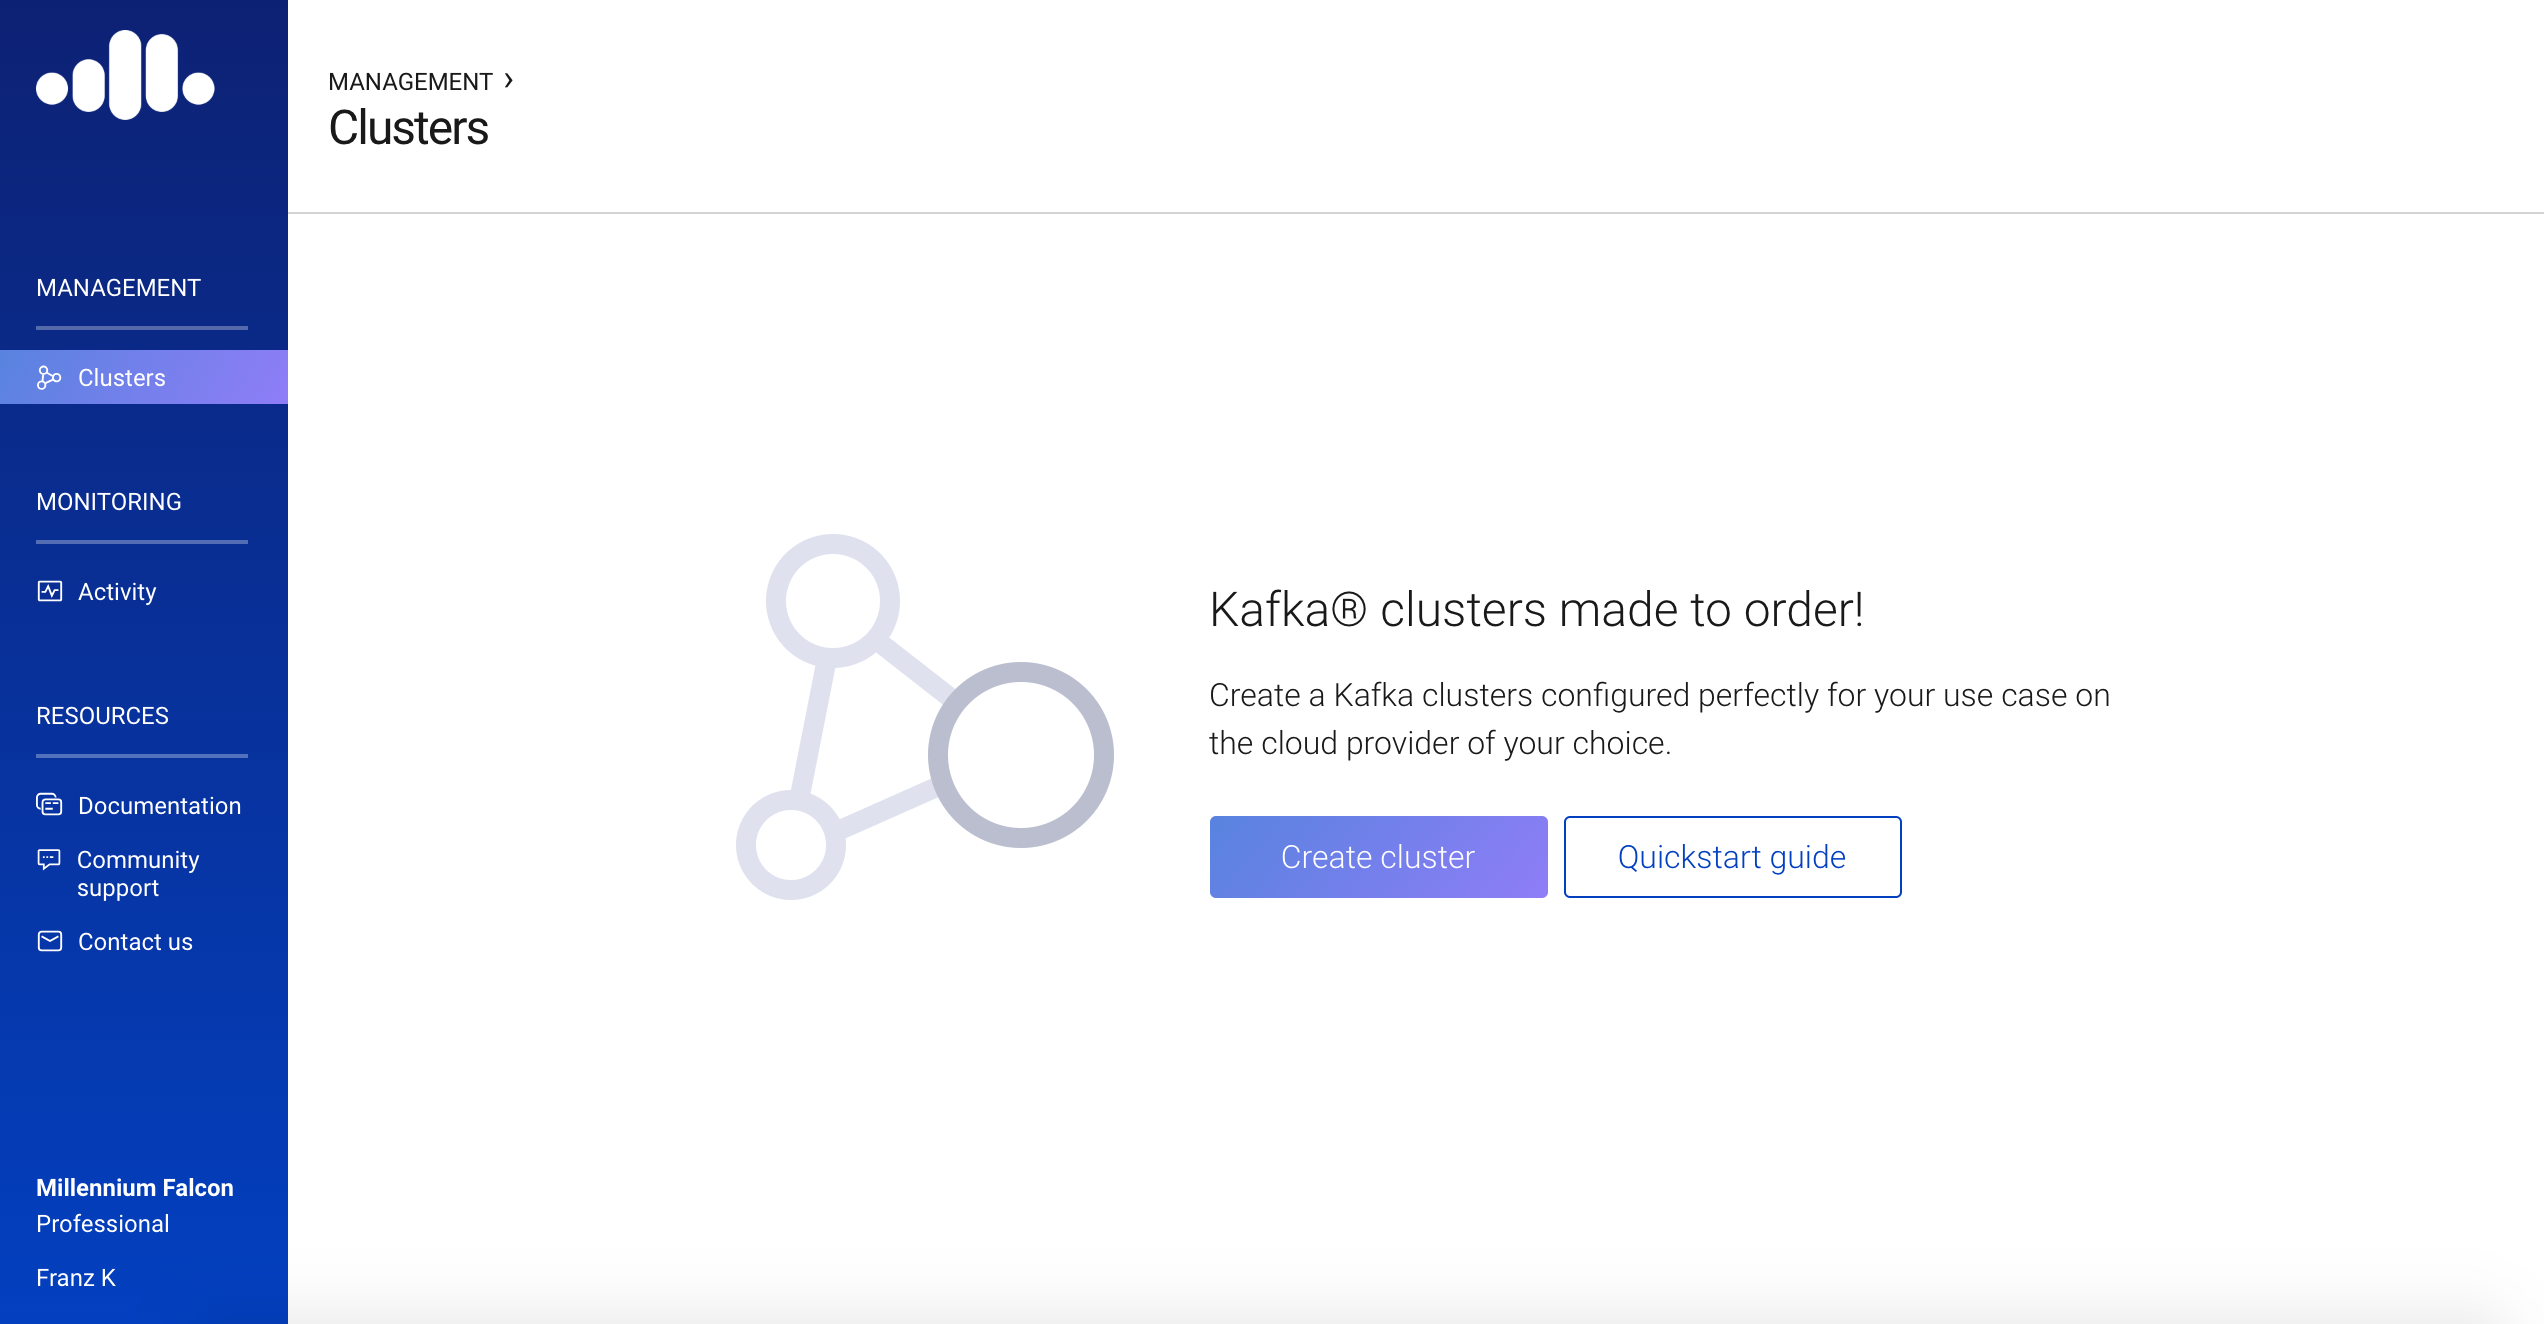 MANAGEMENT
Clusters
MONITORING
Activity
RESOURCES
Documentation
Community
support
Contact us
Millennium Falcon
Professional
Franz K
MANAGEMENT ›
Clusters
Kafka® clusters made to order!
Create a Kafka clusters configured perfectly for your use case on
the cloud provider of your choice.
Create cluster
Quickstart guide